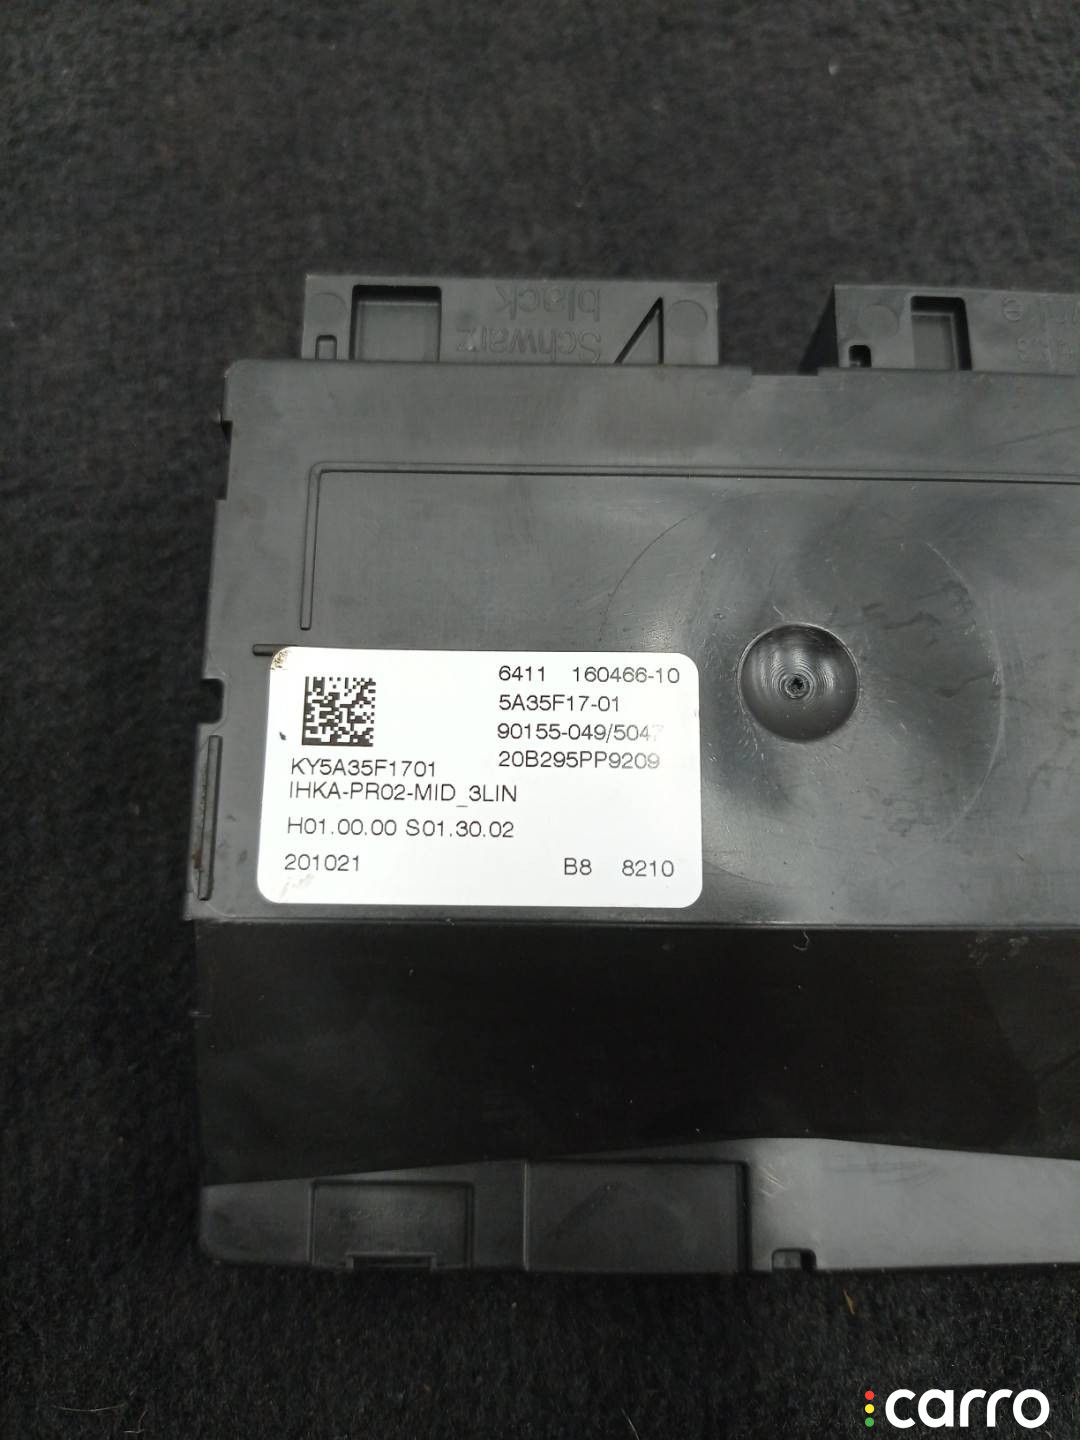 Schwarz
black
6411 160466-10
5A35F17-01
90155-049/5047
20B295PP9209
KY5A35F1701
IHKA-PR02-MID_3LIN
H01.00.00 S01.30.02
201021 B8 8210
carro